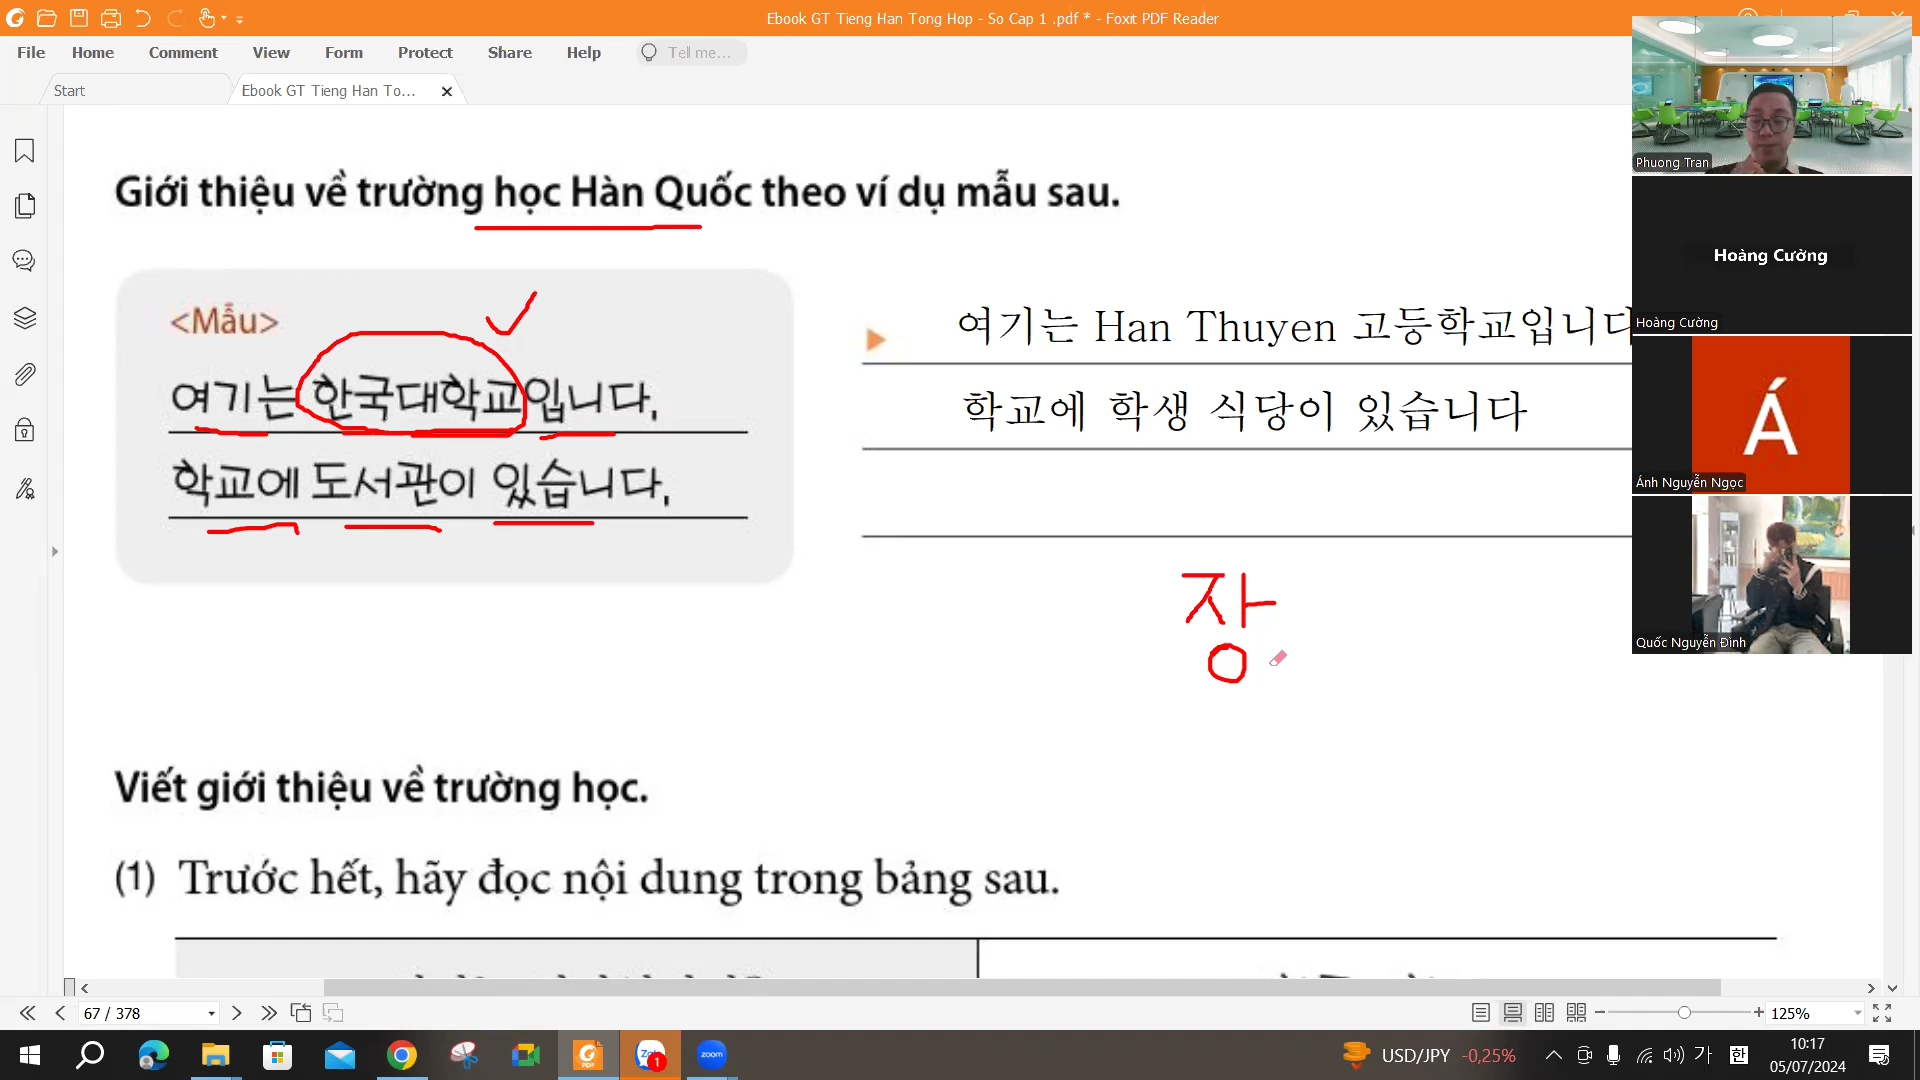 Ebook GT Tieng Han Tong Hop - So Cap 1 .pdf * - Foxit PDF Reader
File Home Comment View Form Protect Share Help Tell me...
Start
Ebook GT Tieng Han To...
Giới thiệu về trường học Hàn Quốc theo ví dụ mẫu sau.
<Mẫu>
여기는 한국대학교입니다.
학교에 도서관이 있습니다.
여기는 Han Thuyen 고등학교입니다
학교에 학생 식당이 있습니다
장
Viết giới thiệu về trường học.
(1) Trước hết, hãy đọc nội dung trong bảng sau.
Phuong Tran
Hoàng Cường
Hoàng Cường
Á
Ánh Nguyễn Ngọc
Quốc Nguyễn Đình
67 / 378
125%
PDF
1
zoom
USD/JPY -0,25%
가
한
10:17
05/07/2024